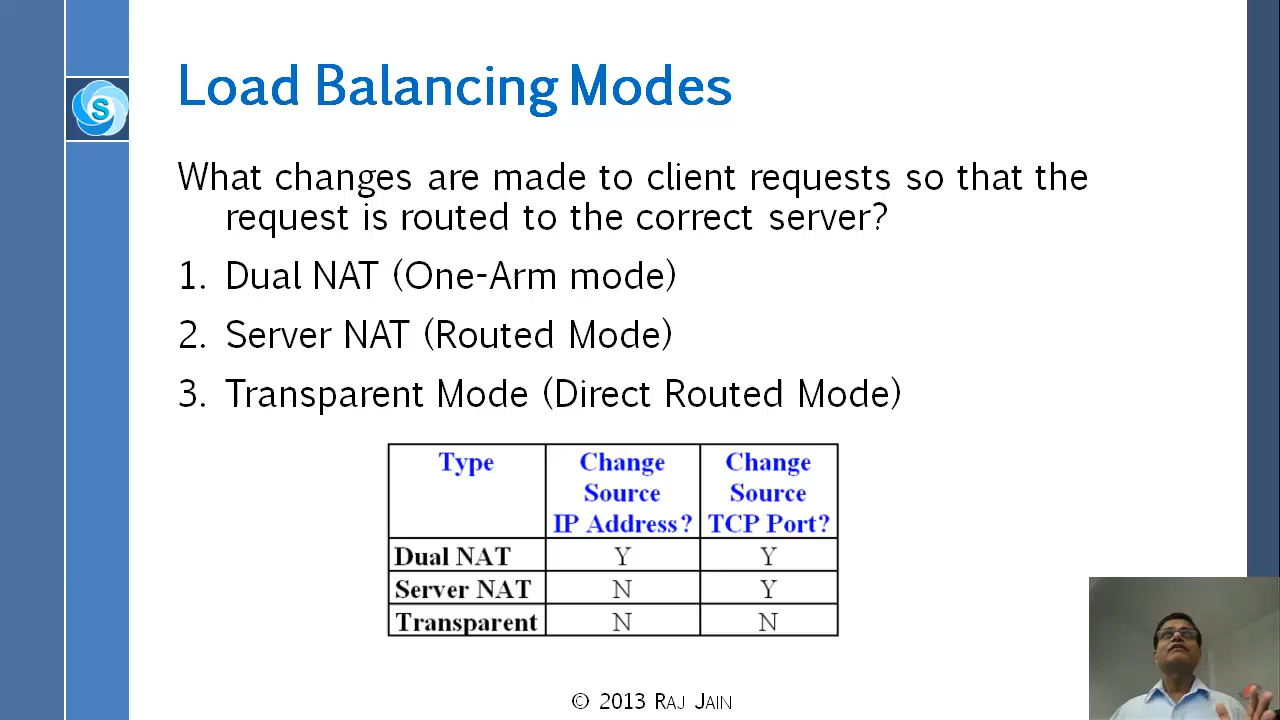 Load Balancing Modes
S
What changes are made to client requests so that the
request is routed to the correct server?
1. Dual NAT (One-Arm mode)
2. Server NAT (Routed Mode)
3. Transparent Mode (Direct Routed Mode)
Type Change Source IP Address? Change Source TCP Port?
Dual NAT Y Y
Server NAT N Y
Transparent N N
© 2013 RAJ JAIN